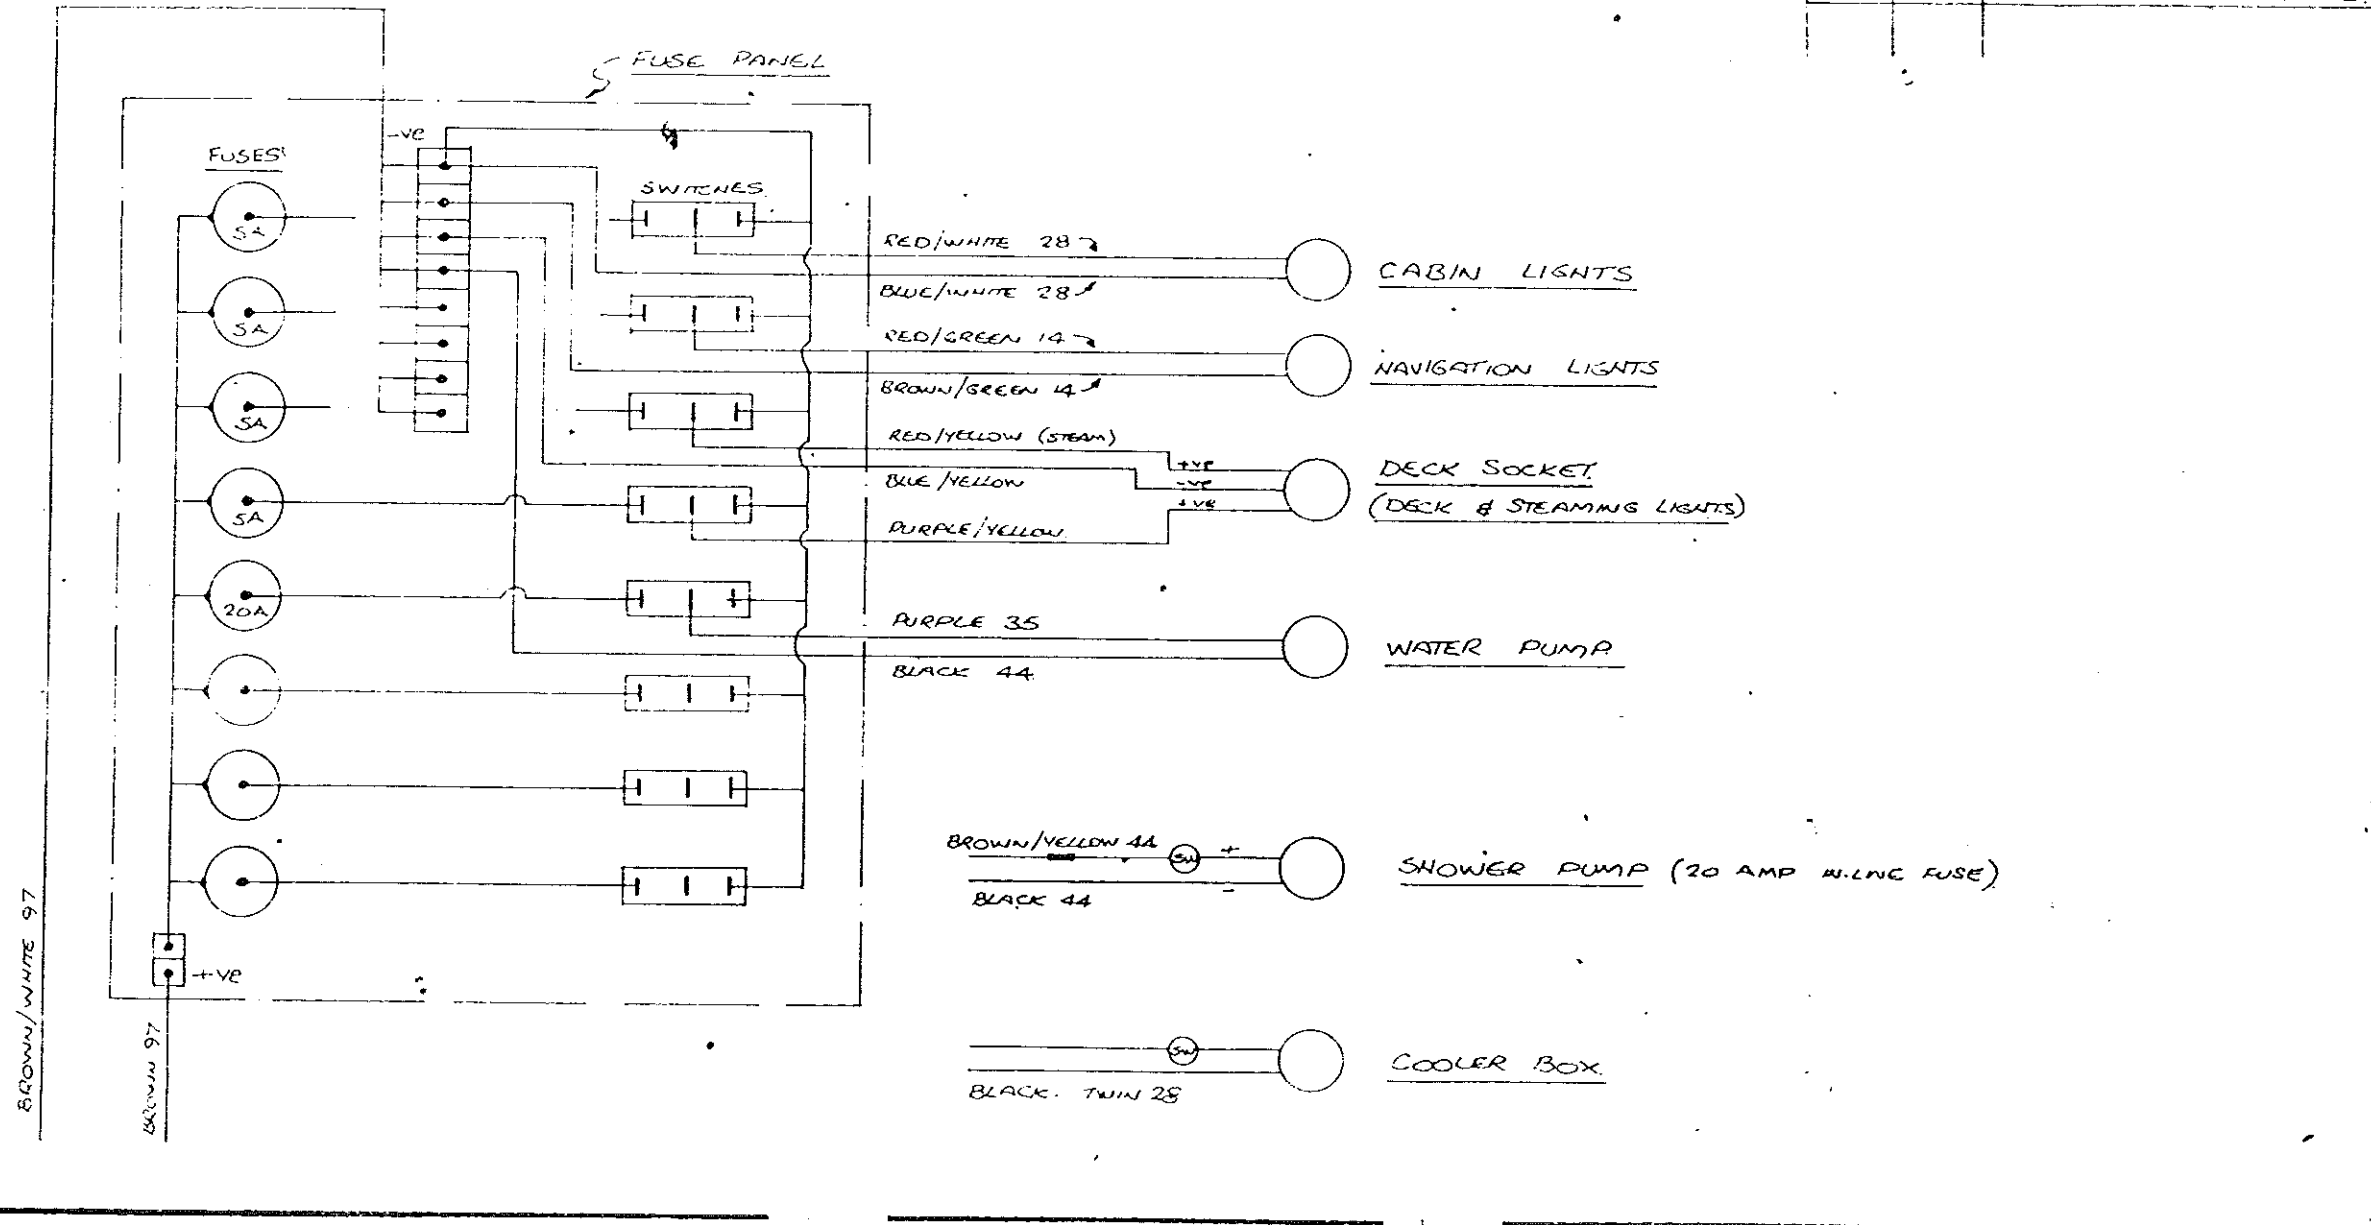 FUSE PANEL
-ve
FUSES
SWITCHES
5A
RED/WHITE 28
CABIN LIGHTS
BLUE/WHITE 28
5A
RED/GREEN 14
NAVIGATION LIGHTS
BROWN/GREEN 14
5A
RED/YELLOW (STEAM)
+ve
DECK SOCKET
BLUE/YELLOW
-ve
+ve
(DECK & STEAMING LIGHTS)
5A
PURPLE/YELLOW
20A
PURPLE 35
WATER PUMP
BLACK 44
BROWN/YELLOW 44
SW
+
SHOWER PUMP (20 AMP IN.LINE FUSE)
-
BLACK 44
+ve
BROWN/WHITE 97
BROWN 97
SW
COOLER BOX
BLACK. TWIN 28